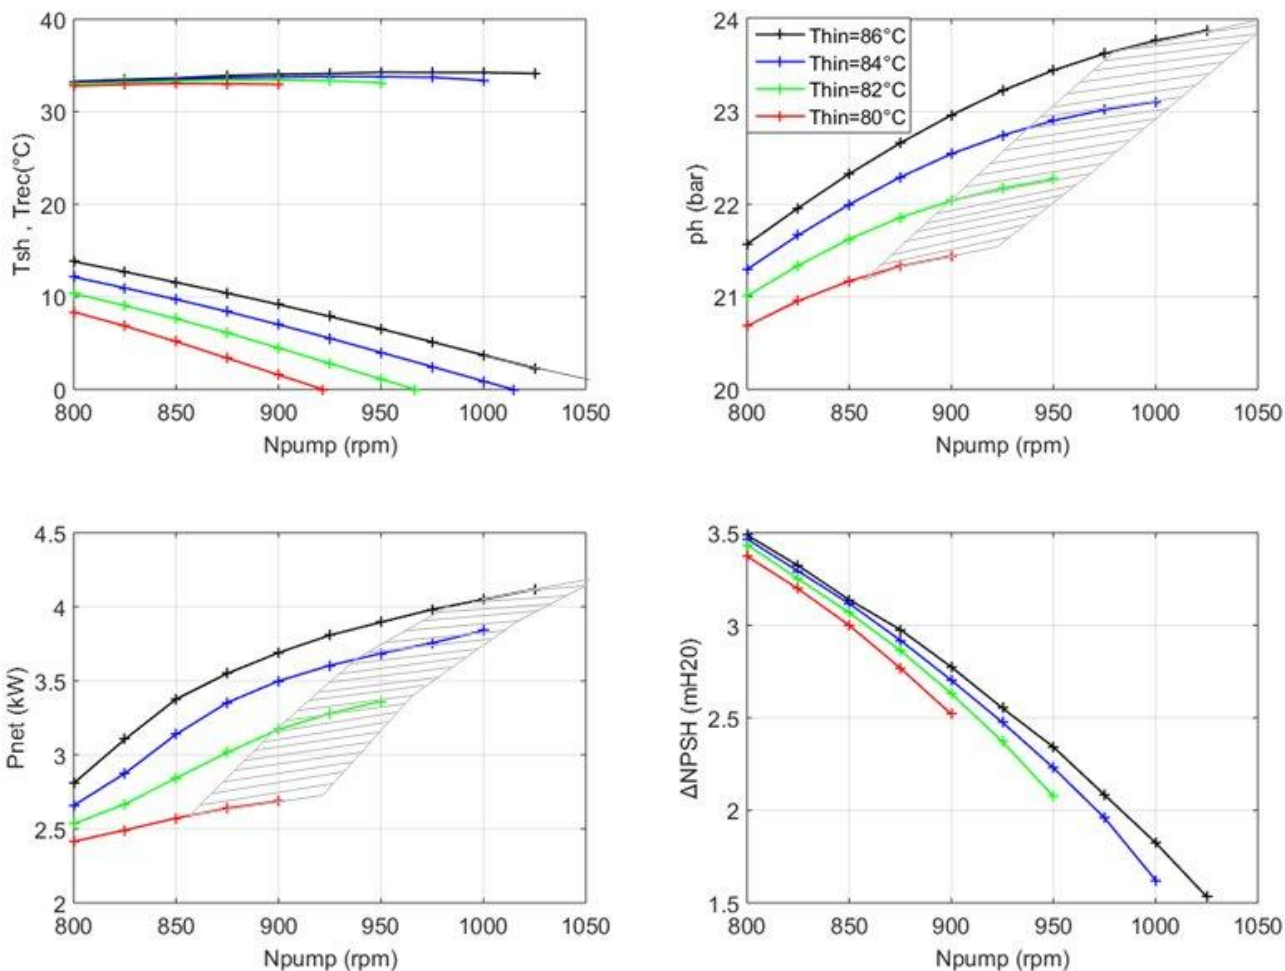 40
30
20
10
0
Tsh , Trec(°C)
800 850 900 950 1000 1050
Npump (rpm)
24
23
22
21
20
ph (bar)
Thin=86°C
Thin=84°C
Thin=82°C
Thin=80°C
800 850 900 950 1000 1050
Npump (rpm)
4.5
4
3.5
3
2.5
2
Pnet (kW)
800 850 900 950 1000 1050
Npump (rpm)
3.5
3
2.5
2
1.5
ΔNPSH (mH20)
800 850 900 950 1000 1050
Npump (rpm)